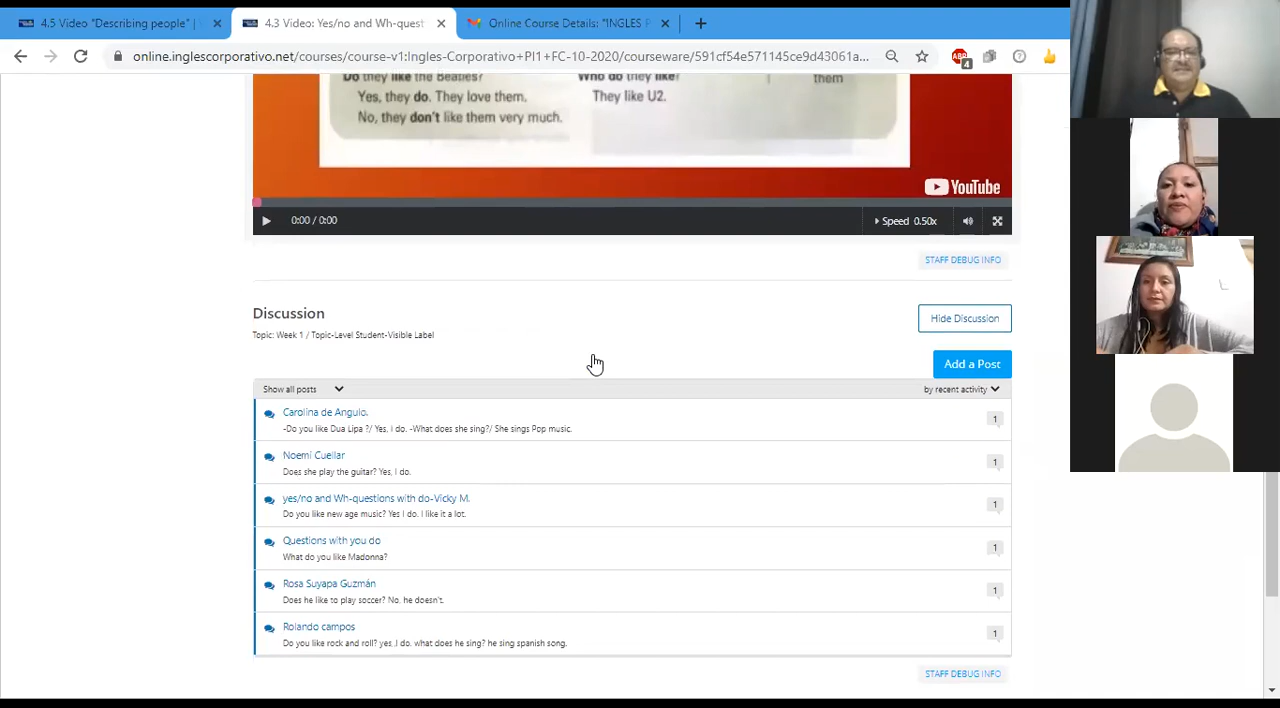 4.5 Video "Describing people" |
4.3 Video: Yes/no and Wh-quest
Online Course Details: "INGLES P
online.inglescorporativo.net/courses/course-v1:Ingles-Corporativo+PI1+FC-10-2020/courseware/591cf54e571145ce9d43061a...
ABP
4
Do they like the Beatles?
Who do they like?
them
Yes, they do. They love them.
They like U2.
No, they don't like them very much.
YouTube
0:00 / 0:00
Speed 0.50x
STAFF DEBUG INFO
Discussion
Hide Discussion
Topic: Week 1 / Topic-Level Student-Visible Label
Add a Post
Show all posts
by recent activity
Carolina de Angulo.
1
-Do you like Dua Lipa ?/ Yes, I do. -What does she sing?/ She sings Pop music.
Noemi Cuellar
1
Does she play the guitar? Yes, I do.
yes/no and Wh-questions with do-Vicky M.
1
Do you like new age music? Yes I do. I like it a lot.
Questions with you do
1
What do you like Madonna?
Rosa Suyapa Guzmán
1
Does he like to play soccer? No, he doesn't.
Rolando campos
1
Do you like rock and roll? yes,.I do. what does he sing? he sing spanish song.
STAFF DEBUG INFO